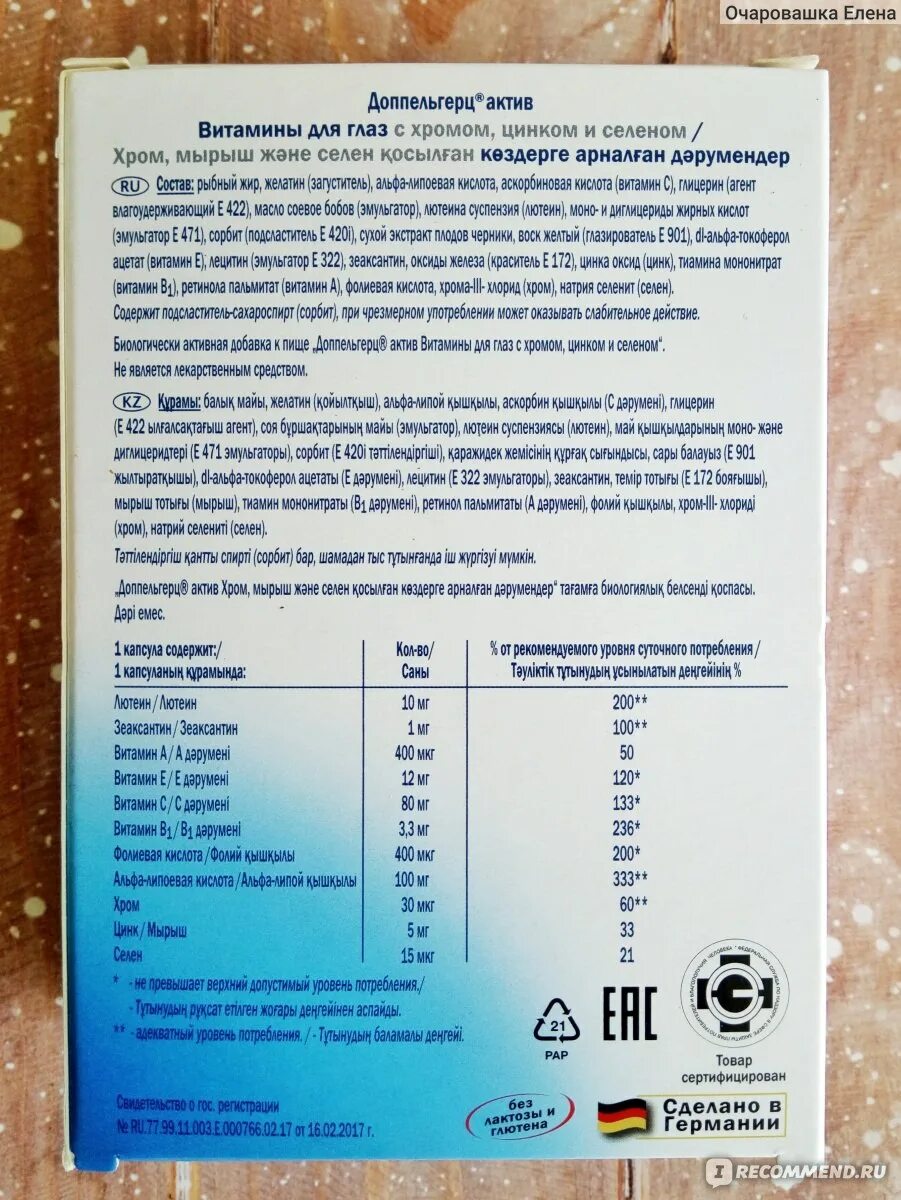 Очаровашка Елена
Доппельгерц® актив
Витамины для глаз с хромом, цинком и селеном /
Хром, мырыш және селен қосылған көздерге арналған дәрумендер
RU Состав: рыбный жир, желатин (загуститель), альфа-липоевая кислота, аскорбиновая кислота (витамин С), глицерин (агент
влагоудерживающий Е 422), масло соевое бобов (эмульгатор), лютеина суспензия (лютеин), моно- и диглицериды жирных кислот
(эмульгатор Е 471), сорбит (подсластитель Е 420i), сухой экстракт плодов черники, воск желтый (глазирователь Е 901), dl-альфа-токоферол
ацетат (витамин Е), лецитин (эмульгатор Е 322), зеаксантин, оксиды железа (краситель Е 172), цинка оксид (цинк), тиамина мононитрат
(витамин В1), ретинола пальмитат (витамин А), фолиевая кислота, хрома-III- хлорид (хром), натрия селенит (селен).
Содержит подсластитель-сахароспирт (сорбит), при чрезмерном употреблении может оказывать слабительное действие.
Биологически активная добавка к пище „Доппельгерц® актив Витамины для глаз с хромом, цинком и селеном“.
Не является лекарственным средством.
KZ Құрамы: балық майы, желатин (қойылтқыш), альфа-липой қышқылы, аскорбин қышқылы (С дәрумені), глицерин
(Е 422 ылғалсақтағыш агент), соя бұршақтарының майы (эмульгатор), лютеин суспензиясы (лютеин), май қышқылдарының моно- және
диглицеридтері (Е 471 эмульгаторы), сорбит (Е 420i тәттілендіргіші), қаражидек жемісінің құрғақ сығындысы, сары балауыз (Е 901
жылтыратқышы), dl-альфа-токоферол ацетаты (Е дәрумені), лецитин (Е 322 эмульгаторы), зеаксантин, темір тотығы (Е 172 бояғышы),
мырыш тотығы (мырыш), тиамин мононитраты (В1 дәрумені), ретинол пальмитаты (А дәрумені), фолий қышқылы, хром-III- хлориді
(хром), натрий селениті (селен).
Тәттілендіргіш қантты спирті (сорбит) бар, шамадан тыс тұтынғанда іш жүргізуі мүмкін.
„Доппельгерц® актив Хром, мырыш және селен қосылған көздерге арналған дәрумендер“ тағамға биологиялық белсенді қоспасы.
Дәрі емес.
1 капсула содержит:/ Кол-во/ % от рекомендуемого уровня суточного потребления /
1 капсуланың құрамында: Саны Тәуліктік тұтынудың ұсынылатын деңгейінің %
Лютеин / Лютеин 10 мг 200**
Зеаксантин / Зеаксантин 1 мг 100**
Витамин А / А дәрумені 400 мкг 50
Витамин Е / Е дәрумені 12 мг 120*
Витамин С / С дәрумені 80 мг 133*
Витамин В1 / В1 дәрумені 3,3 мг 236*
Фолиевая кислота /Фолий қышқылы 400 мкг 200*
Альфа-липоевая кислота /Альфа-липой қышқылы 100 мг 333**
Хром 30 мкг 60**
Цинк / Мырыш 5 мг 33
Селен 15 мкг 21
* - не превышает верхний допустимый уровень потребления./
- Тұтынудың рұқсат етілген жоғары деңгейінен аспайды.
** - адекватный уровень потребления. / - Тұтынудың баламалы деңгейі.
21
PAP
EAC
Товар
сертифицирован
Свидетельство о гос. регистрации
№ RU.77.99.11.003.Е.000766.02.17 от 16.02.2017 г.
без
лактозы и
глютена
Сделано в
Германии
IRECOMMEND.RU